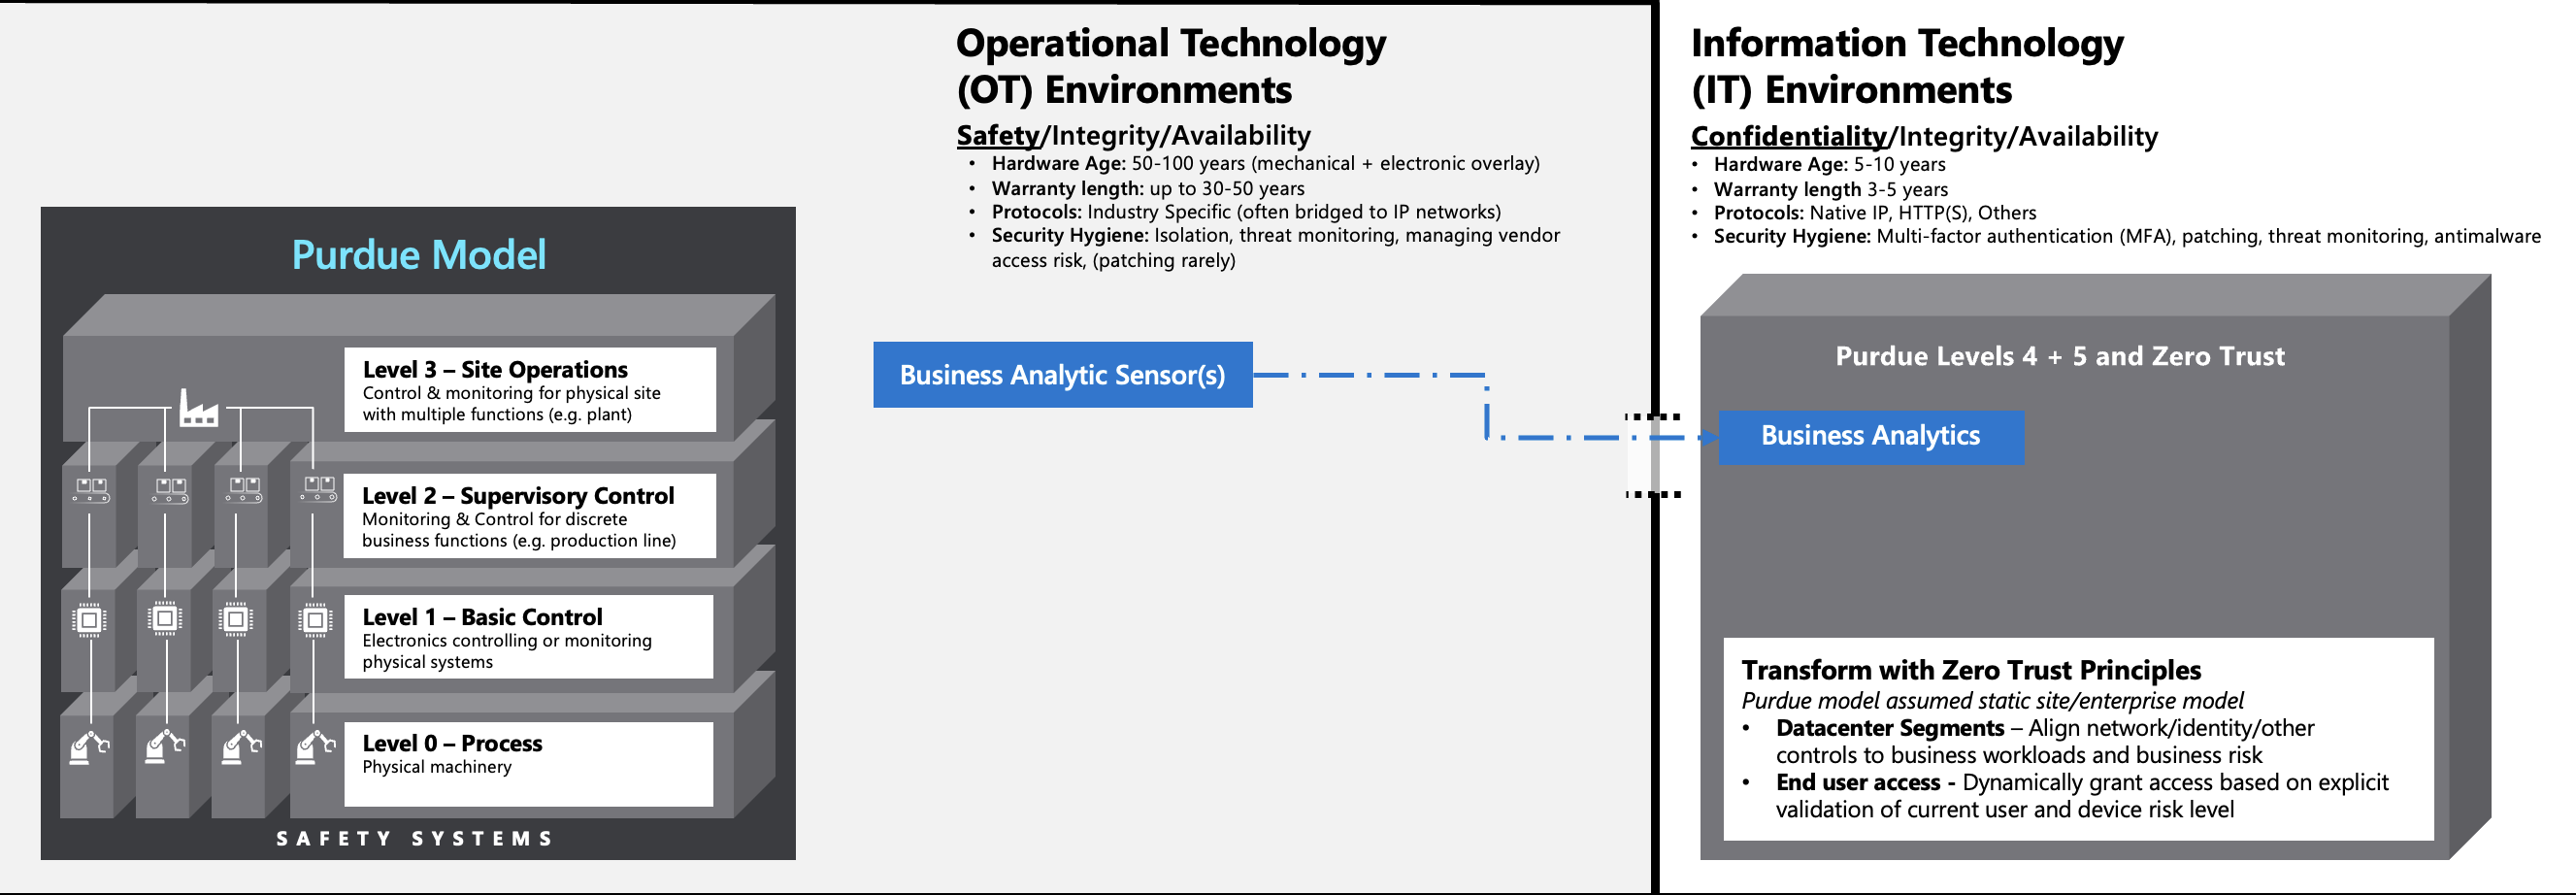 Operational Technology
(OT) Environments
Safety/Integrity/Availability
• Hardware Age: 50-100 years (mechanical + electronic overlay)
• Warranty length: up to 30-50 years
• Protocols: Industry Specific (often bridged to IP networks)
• Security Hygiene: Isolation, threat monitoring, managing vendor
access risk, (patching rarely)
Information Technology
(IT) Environments
Confidentiality/Integrity/Availability
• Hardware Age: 5-10 years
• Warranty length 3-5 years
• Protocols: Native IP, HTTP(S), Others
• Security Hygiene: Multi-factor authentication (MFA), patching, threat monitoring, antimalware
Purdue Model
Level 3 – Site Operations
Control & monitoring for physical site
with multiple functions (e.g. plant)
Level 2 – Supervisory Control
Monitoring & Control for discrete
business functions (e.g. production line)
Level 1 – Basic Control
Electronics controlling or monitoring
physical systems
Level 0 – Process
Physical machinery
SAFETY SYSTEMS
Business Analytic Sensor(s)
Purdue Levels 4 + 5 and Zero Trust
Business Analytics
Transform with Zero Trust Principles
Purdue model assumed static site/enterprise model
• Datacenter Segments – Align network/identity/other
controls to business workloads and business risk
• End user access - Dynamically grant access based on explicit
validation of current user and device risk level